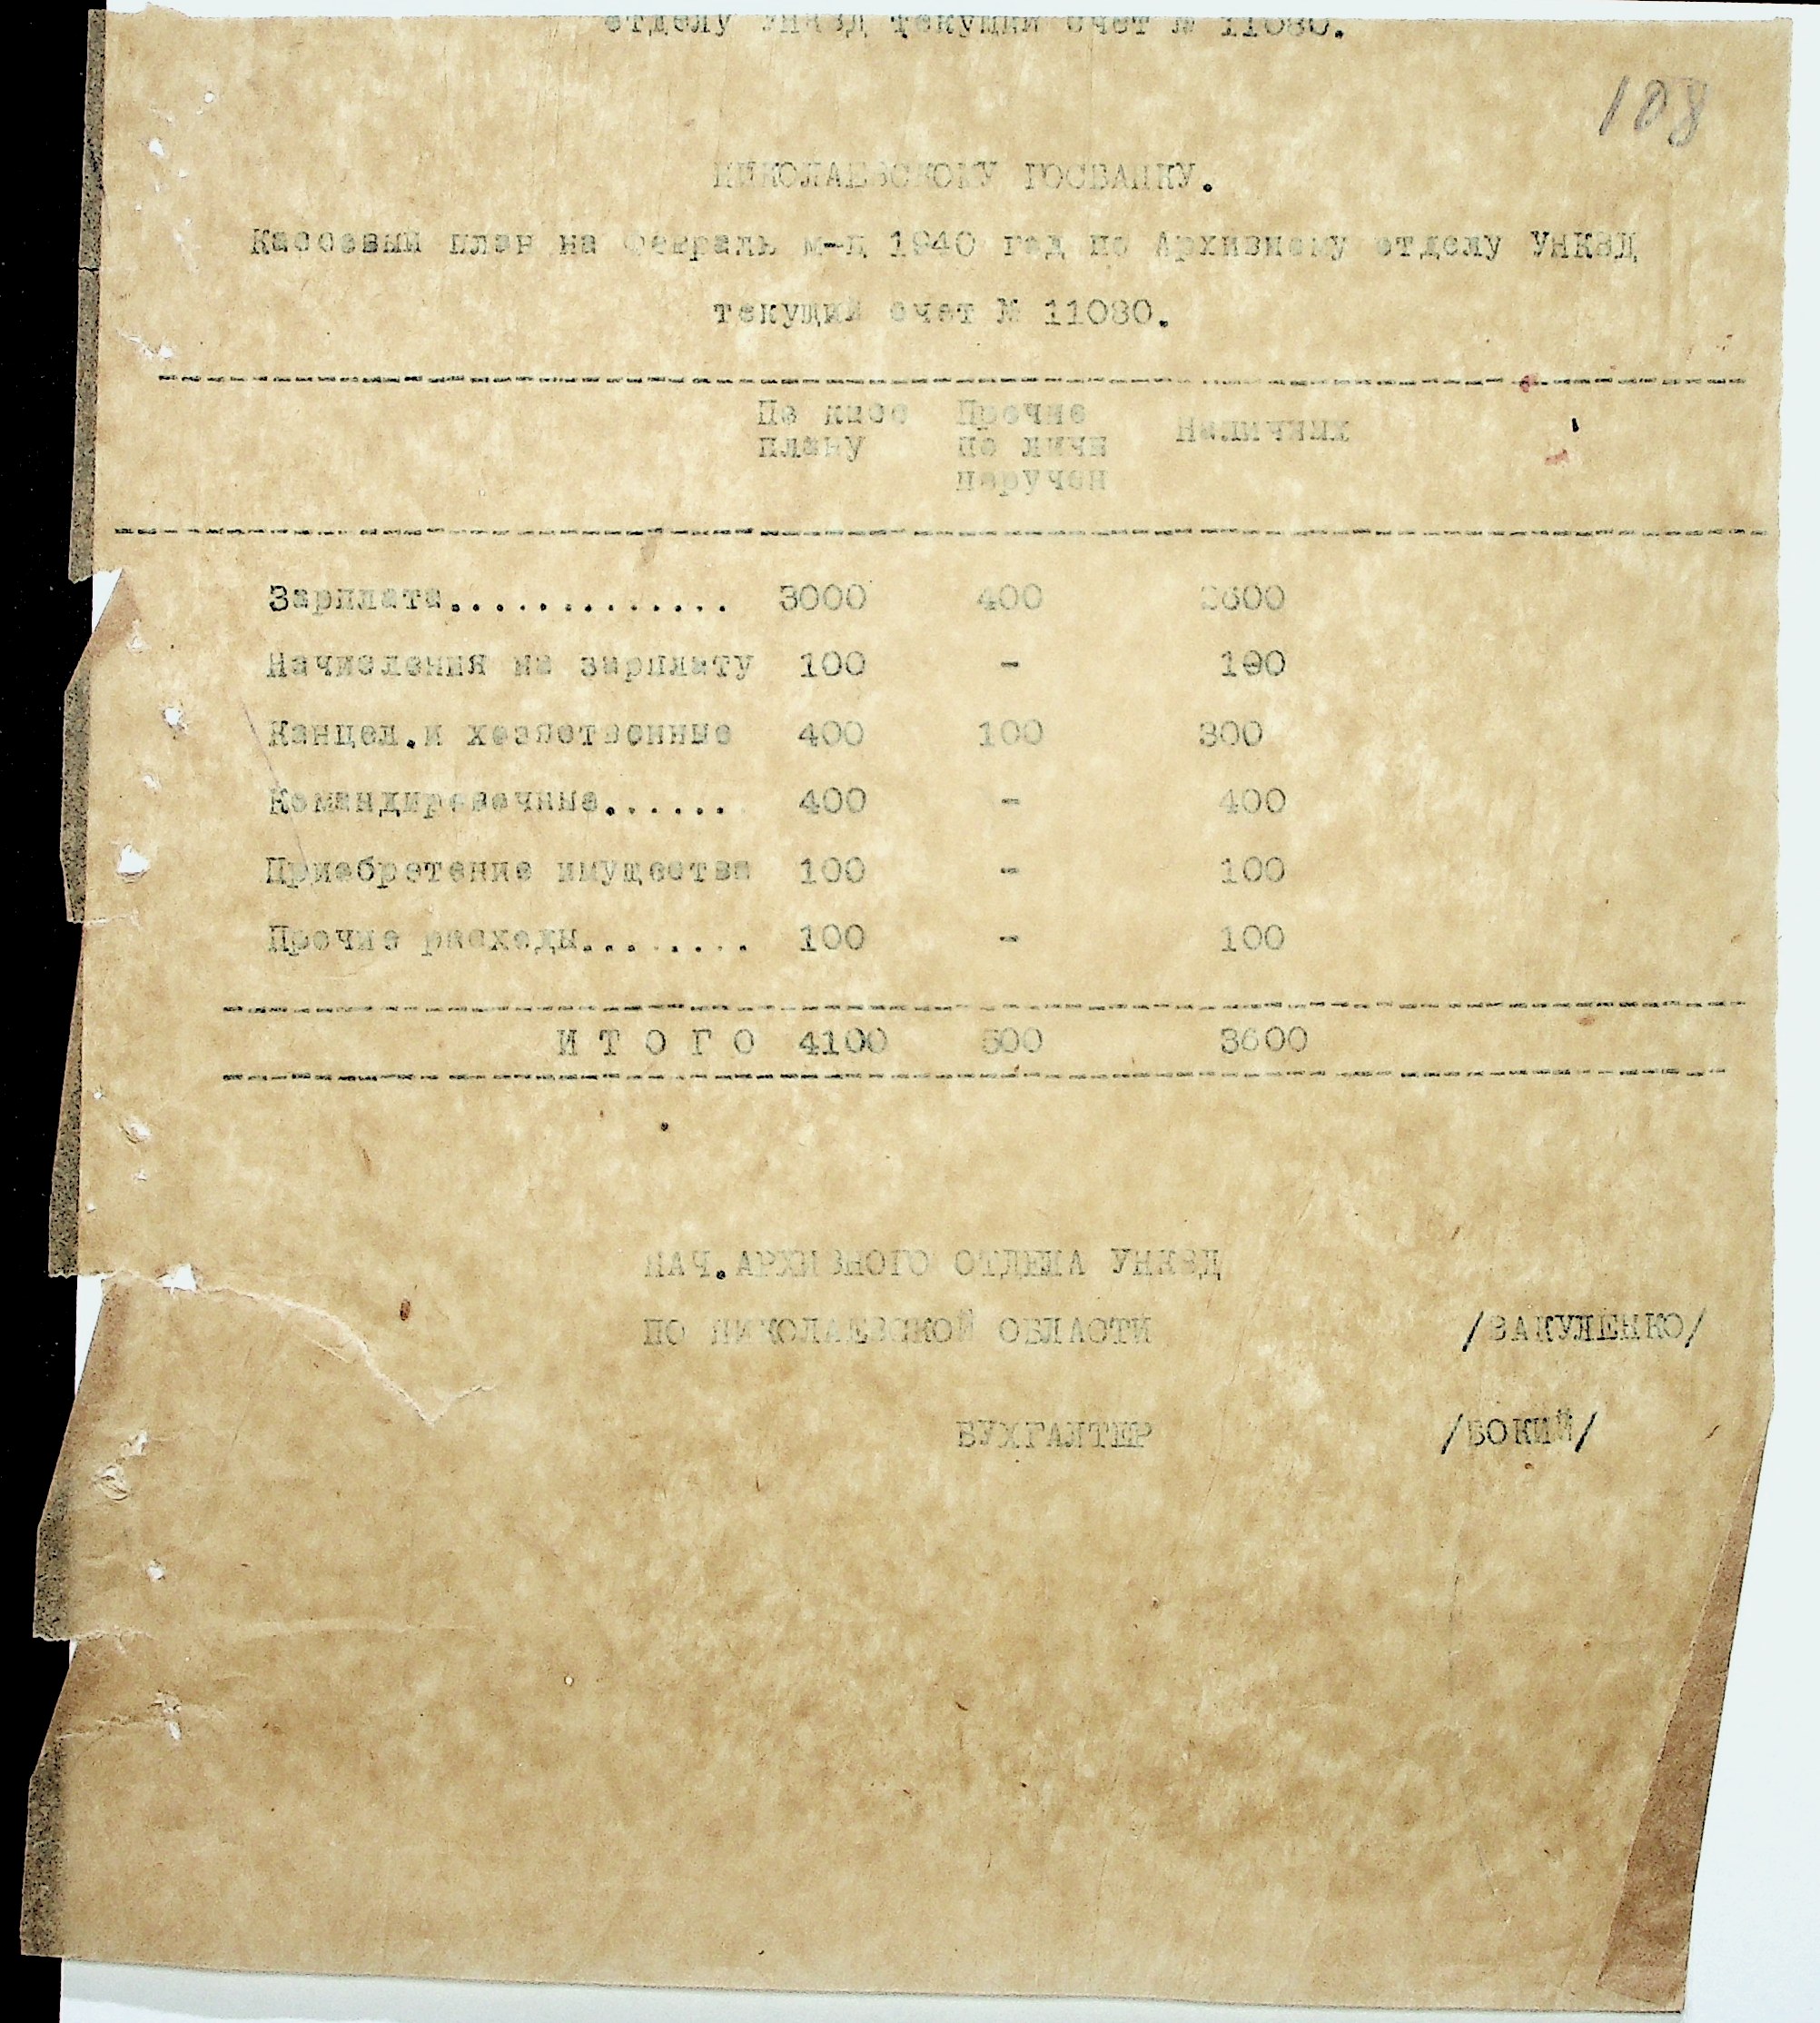 отделу УНКВД текущий счет № 11080.
108
НИКОЛАЕВСКОМУ ГОСБАНКУ.
Кассовый план на февраль м-ц 1940 год по Архивному отделу УНКВД
текущий счет № 11080.
По касс Прочие Наличных
плану по личн
поручен
Зарплата............. 3000 400 2600
Начисления на зарплату 100 - 100
Канцел.и хозяйственные 400 100 300
Командировочные...... 400 - 400
Приобретение имущества 100 - 100
Прочие расходы........ 100 - 100
И Т О Г О 4100 500 3600
НАЧ.АРХИВНОГО ОТДЕЛА УНКВД
ПО НИКОЛАЕВСКОЙ ОБЛАСТИ /ЗАКУЛЕНКО/
БУХГАЛТЕР /БОКИЙ/